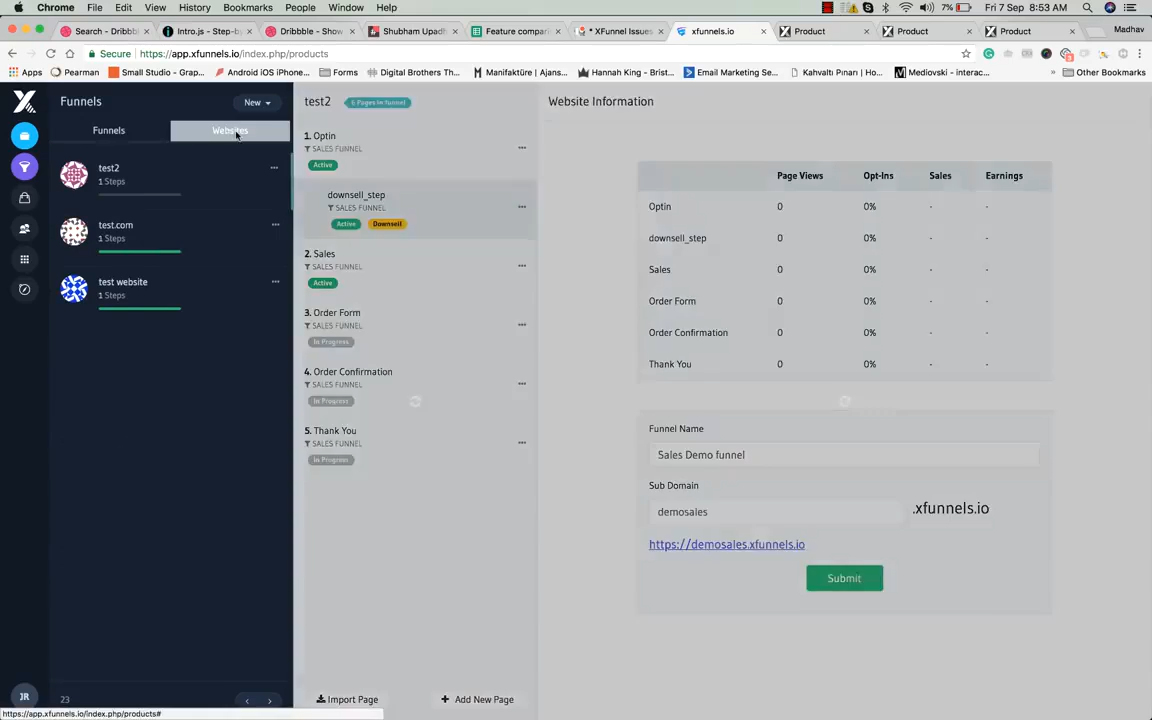 Chrome File Edit View History Bookmarks People Window Help 7% Fri 7 Sep 8:53 AM
Search - Dribbb Intro.js - Step-by Dribbble - Show Shubham Upadh Feature compari * XFunnel Issues xfunnels.io Product Product Product Madhav
Secure https://app.xfunnels.io/index.php/products
Apps Pearman Small Studio - Grap... Android iOS iPhone... Forms Digital Brothers Th... Manifaktüre | Ajans... Hannah King - Brist... Email Marketing Se... Kahvaltı Pınarı | Ho... Mediovski - interac... » Other Bookmarks
Funnels
New
Funnels
Websites
test2
1 Steps
test.com
1 Steps
test website
1 Steps
JR
23
https://app.xfunnels.io/index.php/products#
test2
5 Pages in funnel
1. Optin
SALES FUNNEL
Active
downsell_step
SALES FUNNEL
Active Downsell
2. Sales
SALES FUNNEL
Active
3. Order Form
SALES FUNNEL
In Progress
4. Order Confirmation
SALES FUNNEL
In Progress
5. Thank You
SALES FUNNEL
In Progress
Import Page
Add New Page
Website Information
Page Views Opt-Ins Sales Earnings
Optin 0 0% - -
downsell_step 0 0% - -
Sales 0 0% - -
Order Form 0 0% - -
Order Confirmation 0 0% - -
Thank You 0 0% - -
Funnel Name
Sales Demo funnel
Sub Domain
demosales .xfunnels.io
https://demosales.xfunnels.io
Submit